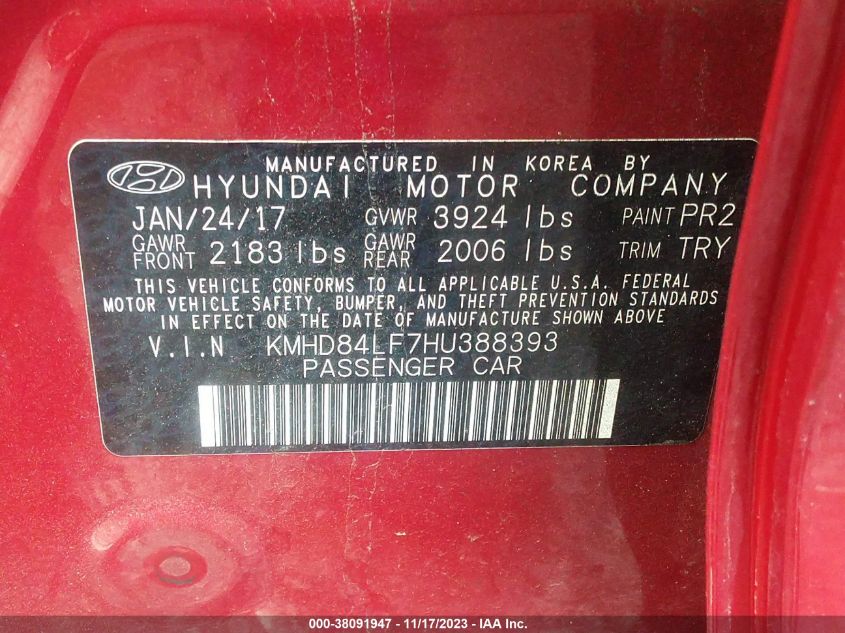 MANUFACTURED IN KOREA BY
HYUNDAI MOTOR COMPANY
JAN/24/17 GVWR 3924 lbs PAINT PR2
GAWR FRONT 2183 lbs GAWR REAR 2006 lbs TRIM TRY
THIS VEHICLE CONFORMS TO ALL APPLICABLE U.S.A. FEDERAL
MOTOR VEHICLE SAFETY, BUMPER, AND THEFT PREVENTION STANDARDS
IN EFFECT ON THE DATE OF MANUFACTURE SHOWN ABOVE
V.I.N KMHD84LF7HU388393
PASSENGER CAR
000-38091947 - 11/17/2023 - IAA Inc.